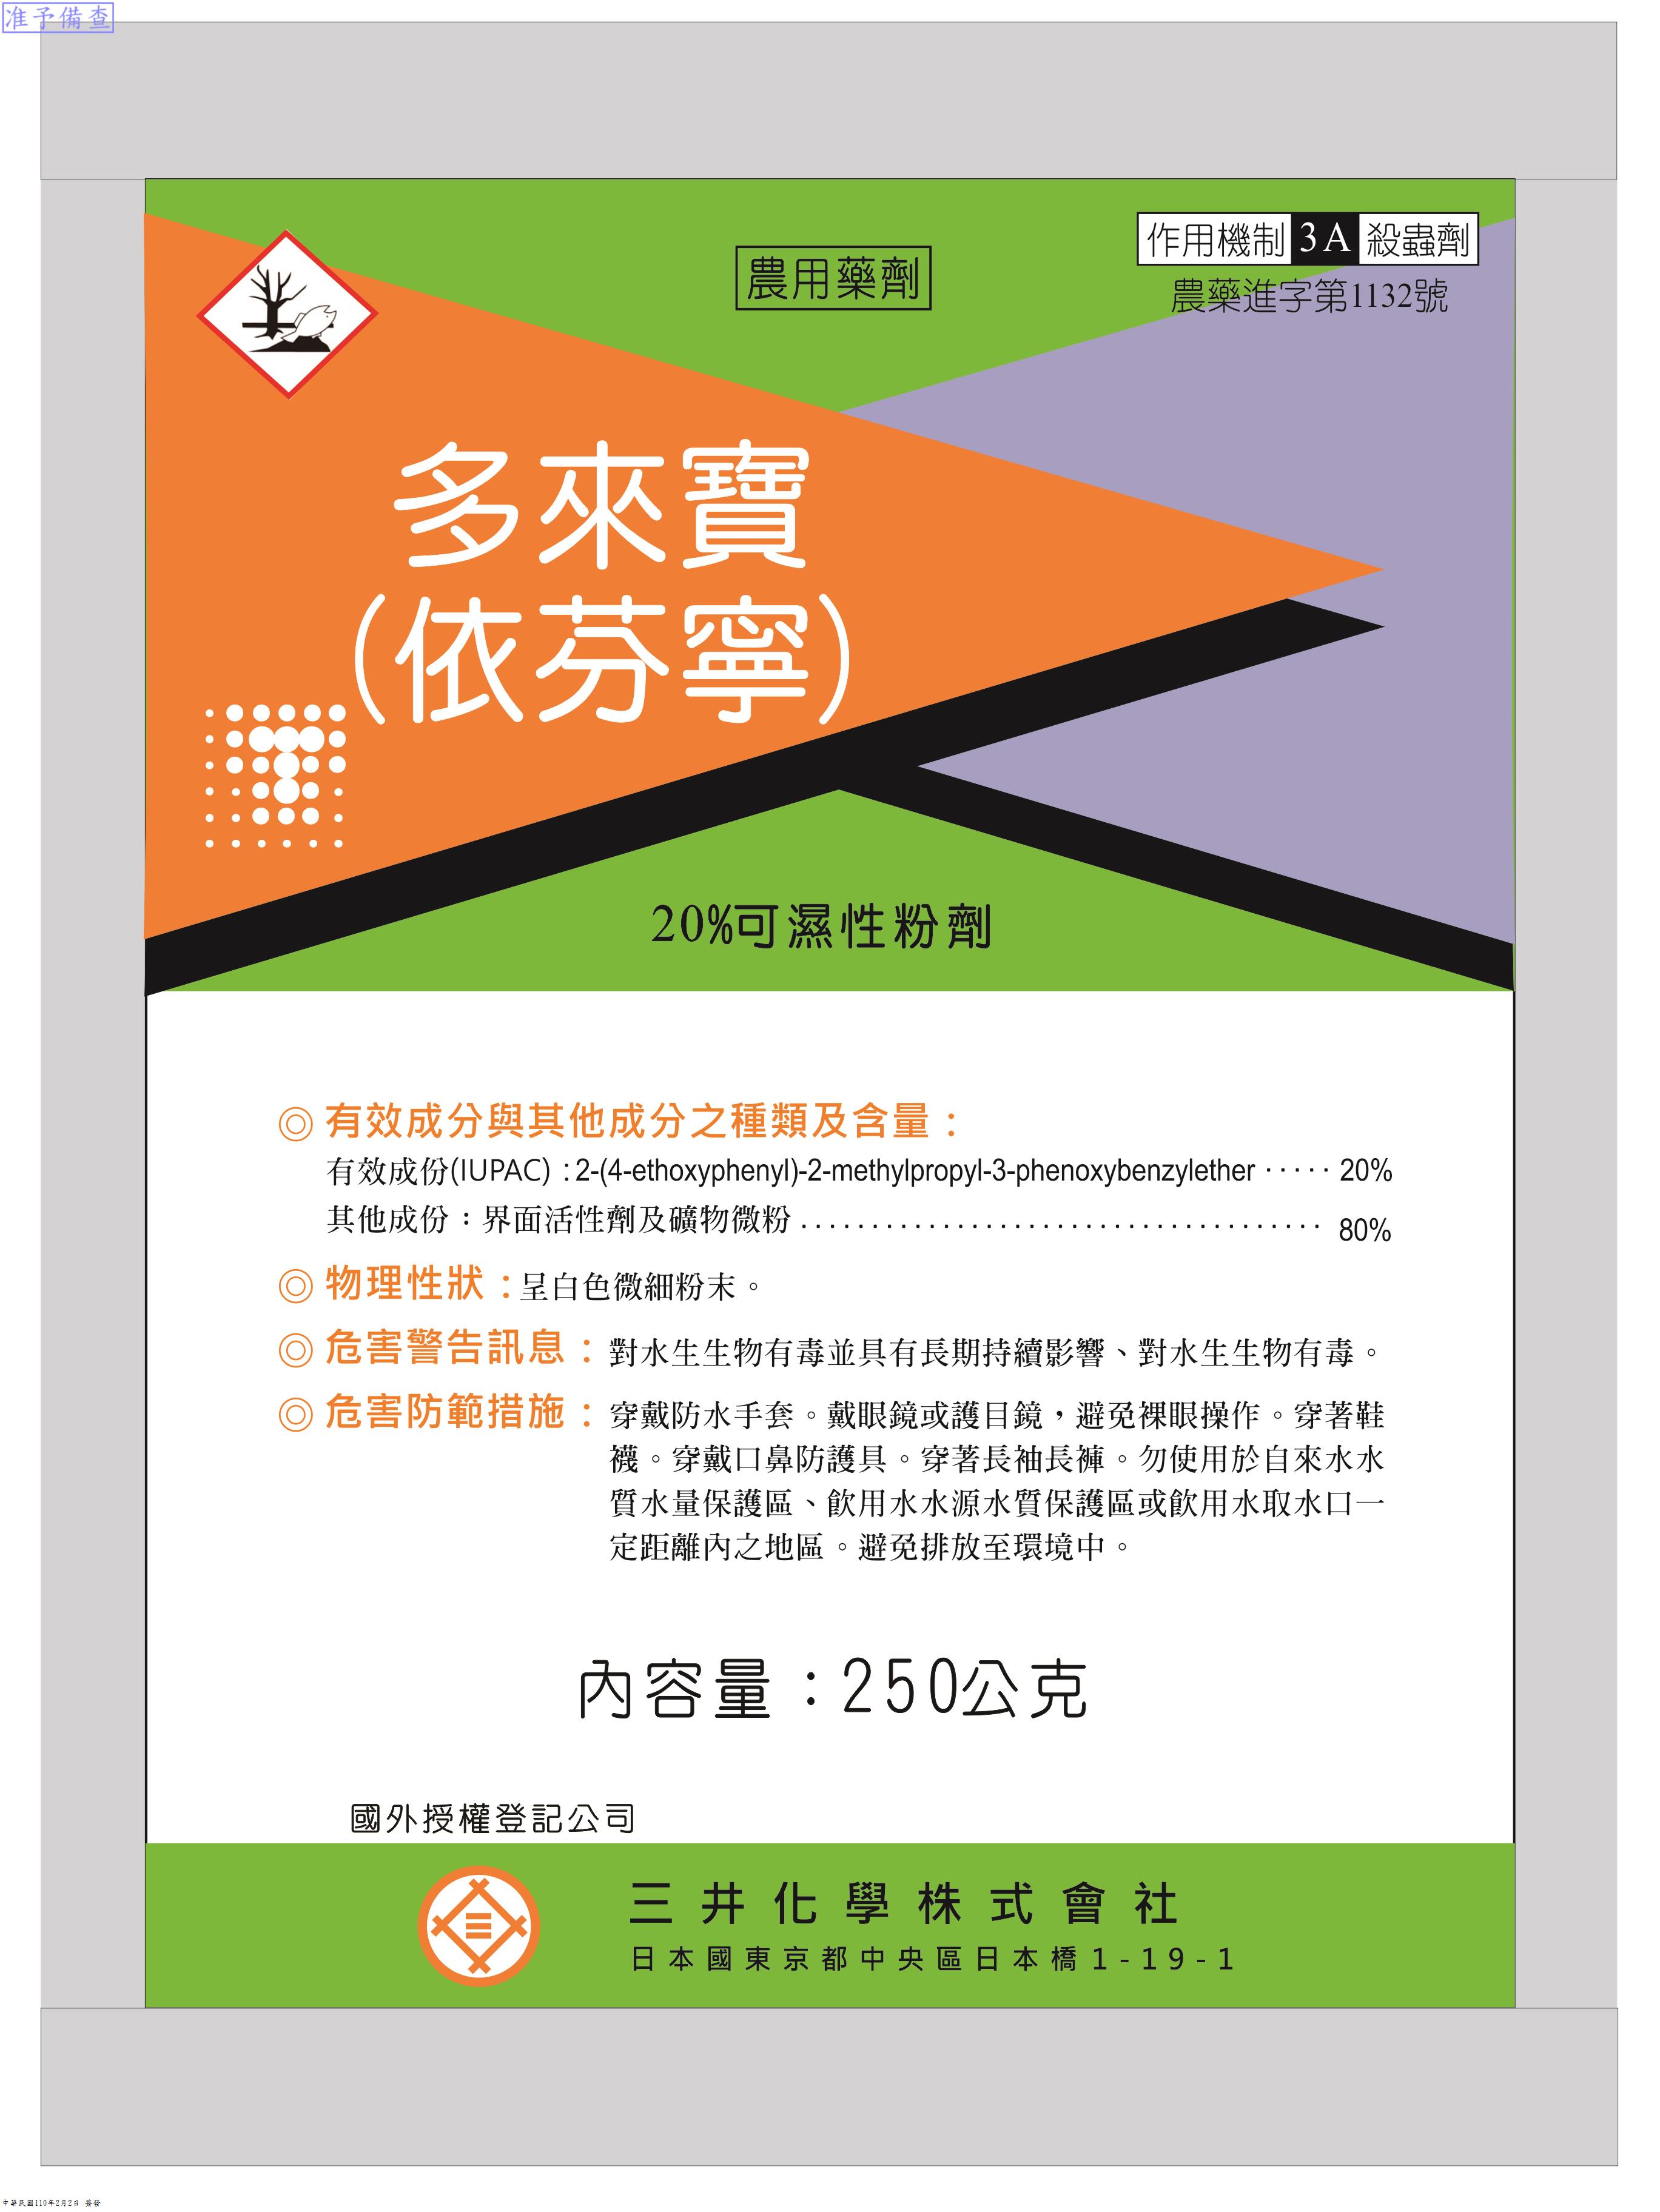 准予備查
作用機制 3A 殺蟲劑
農用藥劑
農藥進字第1132號
多來寶
(依芬寧)
20%可濕性粉劑
◎ 有效成分與其他成分之種類及含量：
有效成份(IUPAC)：2-(4-ethoxyphenyl)-2-methylpropyl-3-phenoxybenzylether ····· 20%
其他成份：界面活性劑及礦物微粉 ····································· 80%
◎ 物理性狀：呈白色微細粉末。
◎ 危害警告訊息：對水生生物有毒並具有長期持續影響、對水生生物有毒。
◎ 危害防範措施：穿戴防水手套。戴眼鏡或護目鏡，避免裸眼操作。穿著鞋
襪。穿戴口鼻防護具。穿著長袖長褲。勿使用於自來水水
質水量保護區、飲用水水源水質保護區或飲用水取水口一
定距離內之地區。避免排放至環境中。
內容量：250公克
國外授權登記公司
三井化學株式會社
日本國東京都中央區日本橋1-19-1
中華民國110年2月2日 簽發